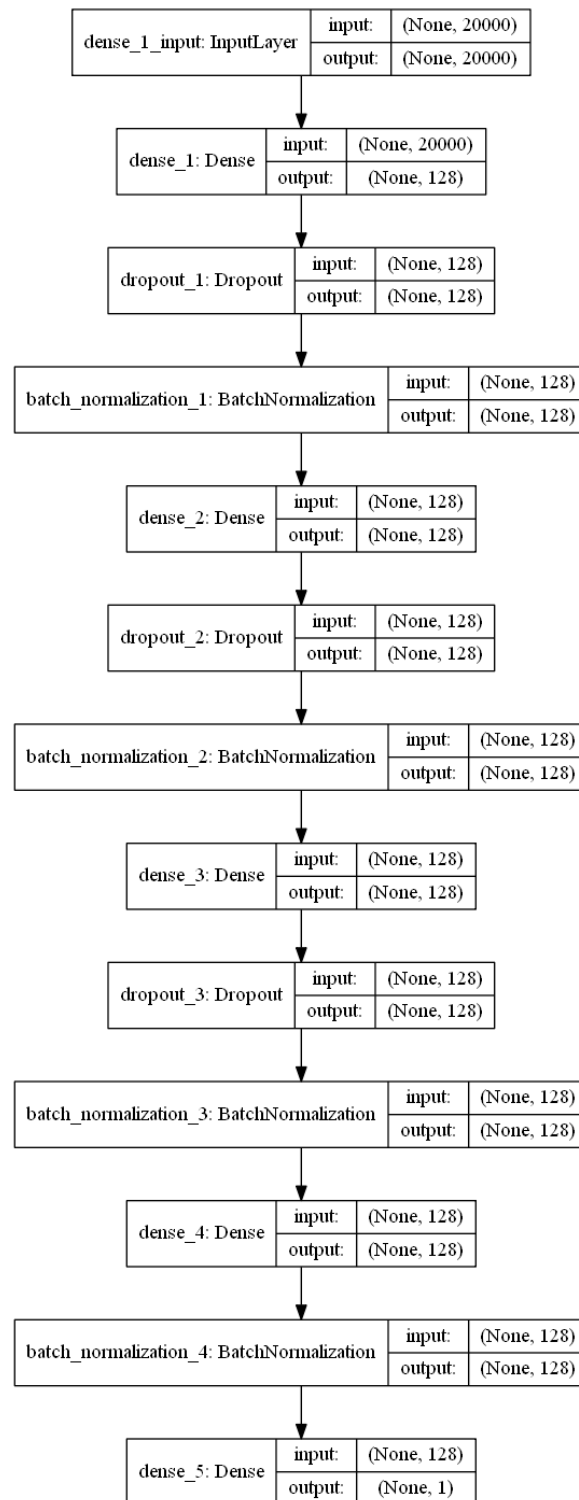 dense_1_input: InputLayer
input: (None, 20000)
output: (None, 20000)
dense_1: Dense
input: (None, 20000)
output: (None, 128)
dropout_1: Dropout
input: (None, 128)
output: (None, 128)
batch_normalization_1: BatchNormalization
input: (None, 128)
output: (None, 128)
dense_2: Dense
input: (None, 128)
output: (None, 128)
dropout_2: Dropout
input: (None, 128)
output: (None, 128)
batch_normalization_2: BatchNormalization
input: (None, 128)
output: (None, 128)
dense_3: Dense
input: (None, 128)
output: (None, 128)
dropout_3: Dropout
input: (None, 128)
output: (None, 128)
batch_normalization_3: BatchNormalization
input: (None, 128)
output: (None, 128)
dense_4: Dense
input: (None, 128)
output: (None, 128)
batch_normalization_4: BatchNormalization
input: (None, 128)
output: (None, 128)
dense_5: Dense
input: (None, 128)
output: (None, 1)